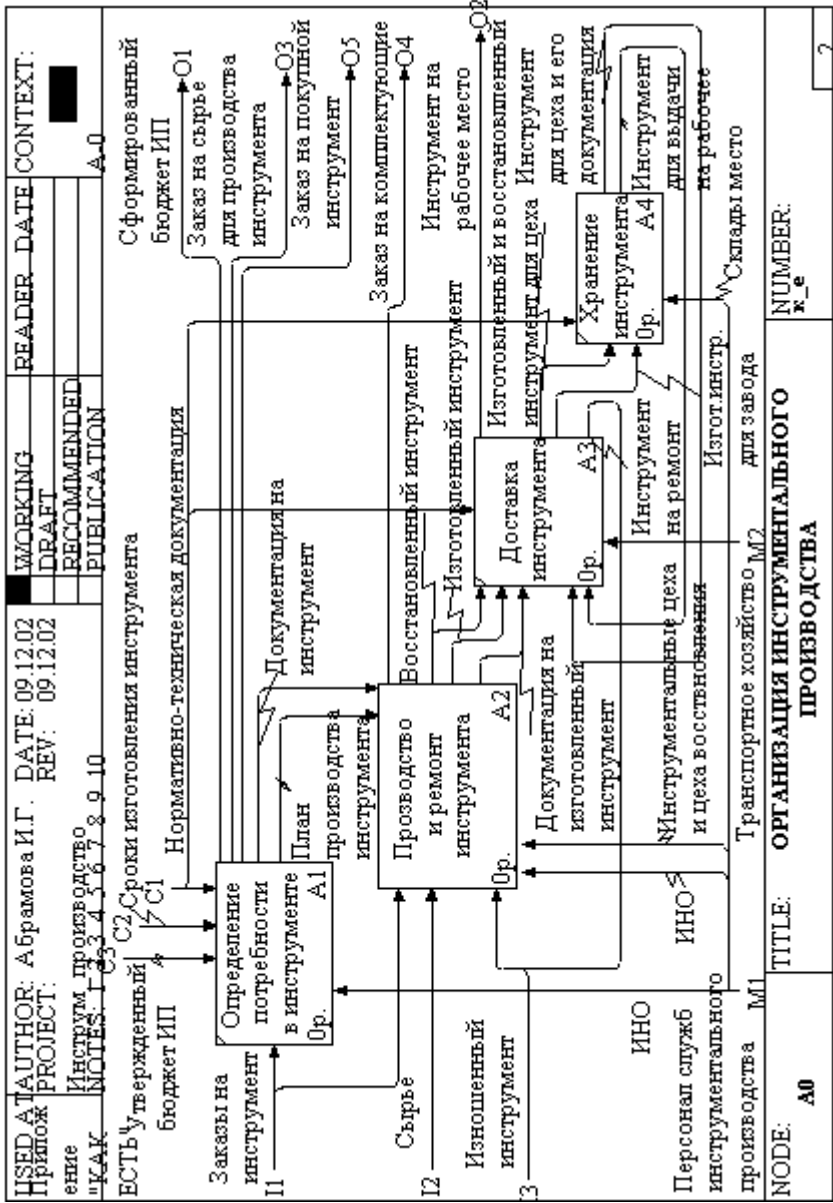 USED AT
Прилож
ение
"КАК
ЕСТЬ"
AUTHOR: Абрамова И.Г.
PROJECT:
Инструм_производство
NOTES: 1 2 3 4 5 6 7 8 9 10
DATE: 09.12.02
REV: 09.12.02
WORKING
DRAFT
RECOMMENDED
PUBLICATION
READER DATE
CONTEXT:
A-0
C3
C2
C1
Утвержденный
бюджет ИП
Сроки изготовления инструмента
Нормативно-техническая документация
Сформированный
бюджет ИП
O1
Заказ на сырье
для производства
инструмента
O3
Заказ на покупной
инструмент
O5
Заказ на комплектующие
O4
Инструмент на
рабочее место
O2
Заказы на
инструмент
I1
Определение
потребности
в инструменте
0р.
A1
Документация на
инструмент
План
производства
инструмента
Сырье
I2
Изношенный
инструмент
I3
Прозводство
и ремонт
инструмента
0р.
A2
Восстановленный инструмент
Изготовленный инструмент
Документация на
изготовленный
инструмент
Доставка
инструмента
0р.
A3
Изготовленный и восстановленный
инструмент для цеха
Инструмент
для цеха и его
документация
Инструмент
на ремонт
Хранение
инструмента
0р.
A4
Инструмент
для выдачи
на рабочее
место
Склады
Изгот.инстр.
для завода
ИНО
ИНО
Инструментальные цеха
и цеха восстновления
Персонал служб
инструментального
производства
M1
Транспортное хозяйство
M2
NODE:
A0
TITLE:
ОРГАНИЗАЦИЯ ИНСТРУМЕНТАЛЬНОГО
ПРОИЗВОДСТВА
NUMBER:
к_е
2